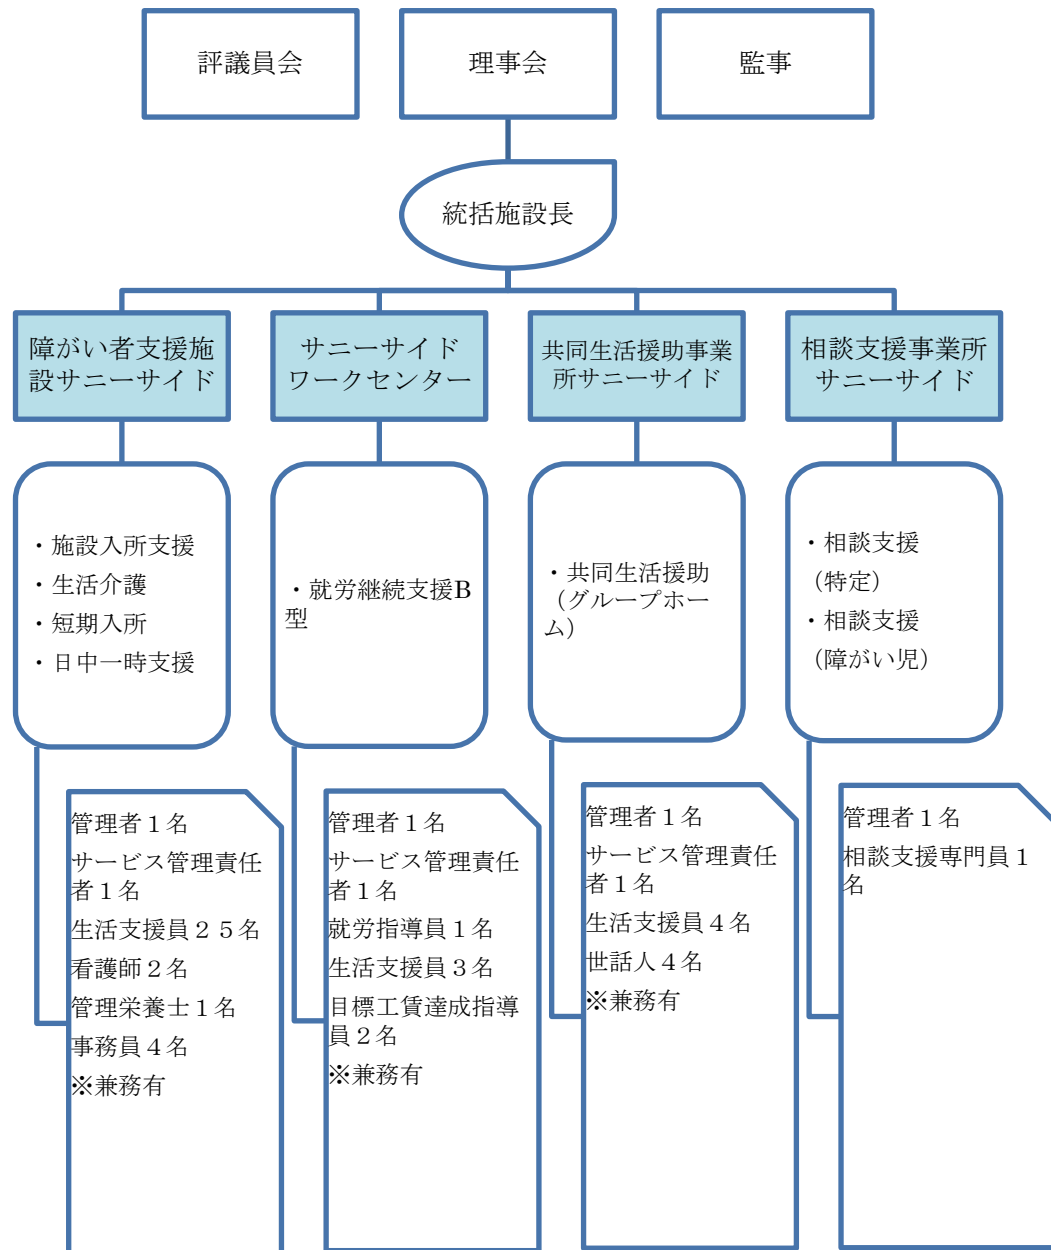 評議員会
理事会
監事
統括施設長
障がい者支援施
設サニーサイド
サニーサイド
ワークセンター
共同生活援助事業
所サニーサイド
相談支援事業所
サニーサイド
・施設入所支援
・生活介護
・短期入所
・日中一時支援
・就労継続支援B
型
・共同生活援助
（グループホー
ム）
・相談支援
（特定）
・相談支援
（障がい児）
管理者１名
サービス管理責任
者１名
生活支援員２５名
看護師２名
管理栄養士１名
事務員４名
※兼務有
管理者１名
サービス管理責任
者１名
就労指導員１名
生活支援員３名
目標工賃達成指導
員２名
※兼務有
管理者１名
サービス管理責任
者１名
生活支援員４名
世話人４名
※兼務有
管理者１名
相談支援専門員１
名